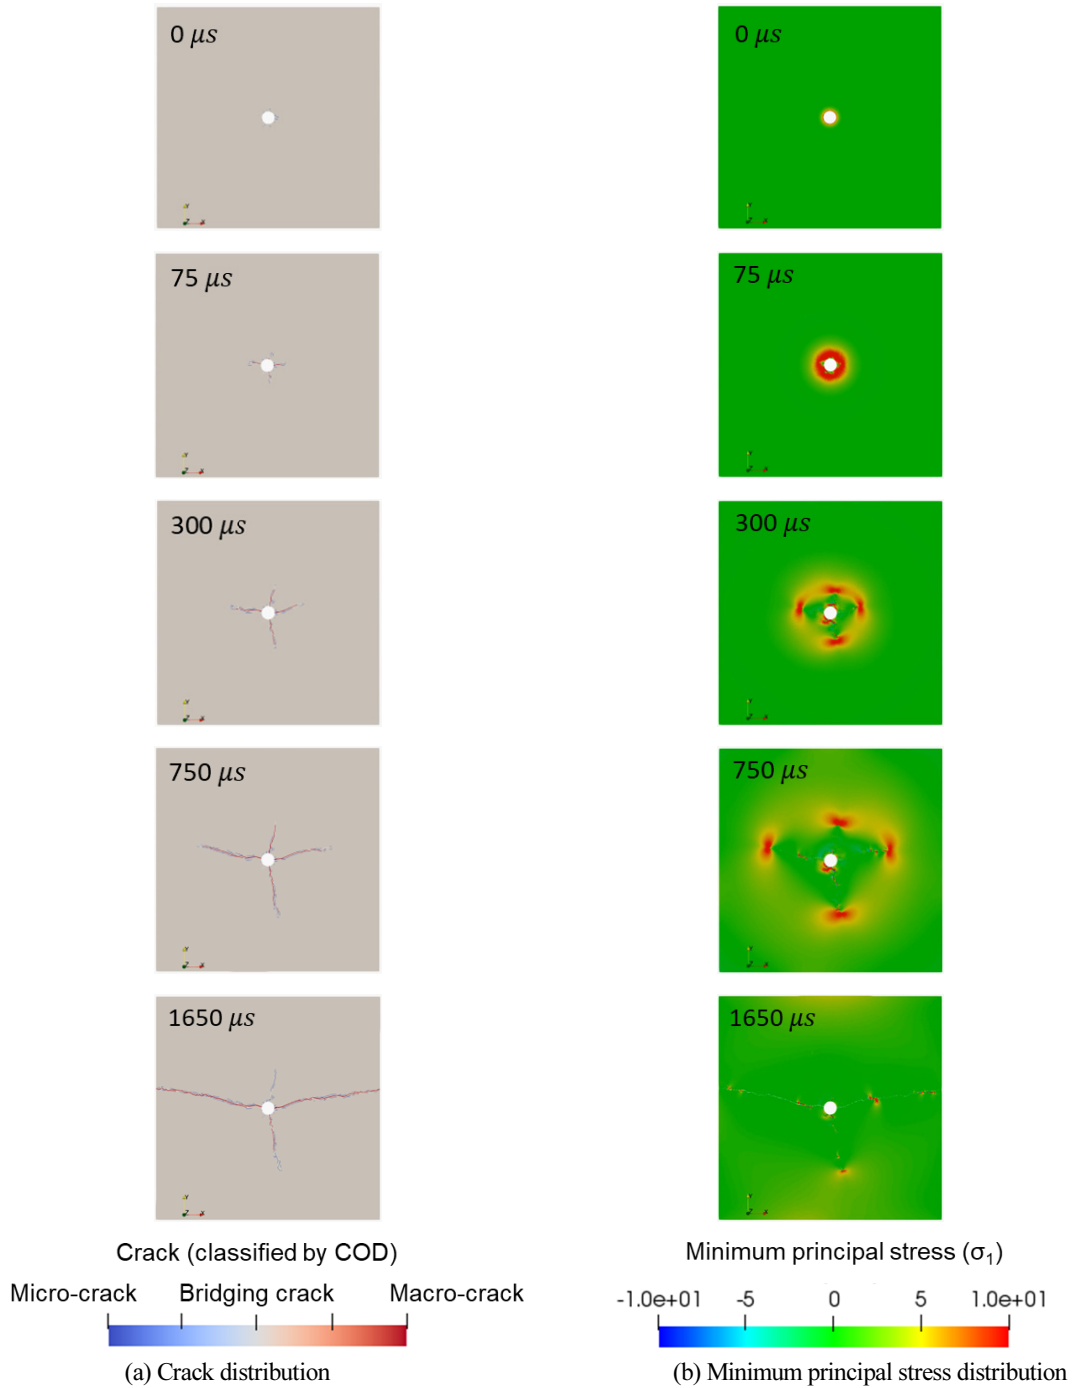 0 μs
0 μs
75 μs
75 μs
300 μs
300 μs
750 μs
750 μs
1650 μs
1650 μs
Crack (classified by COD)
Minimum principal stress (σ₁)
Micro-crack Bridging crack Macro-crack
-1.0e+01 -5 0 5 1.0e+01
(a) Crack distribution
(b) Minimum principal stress distribution